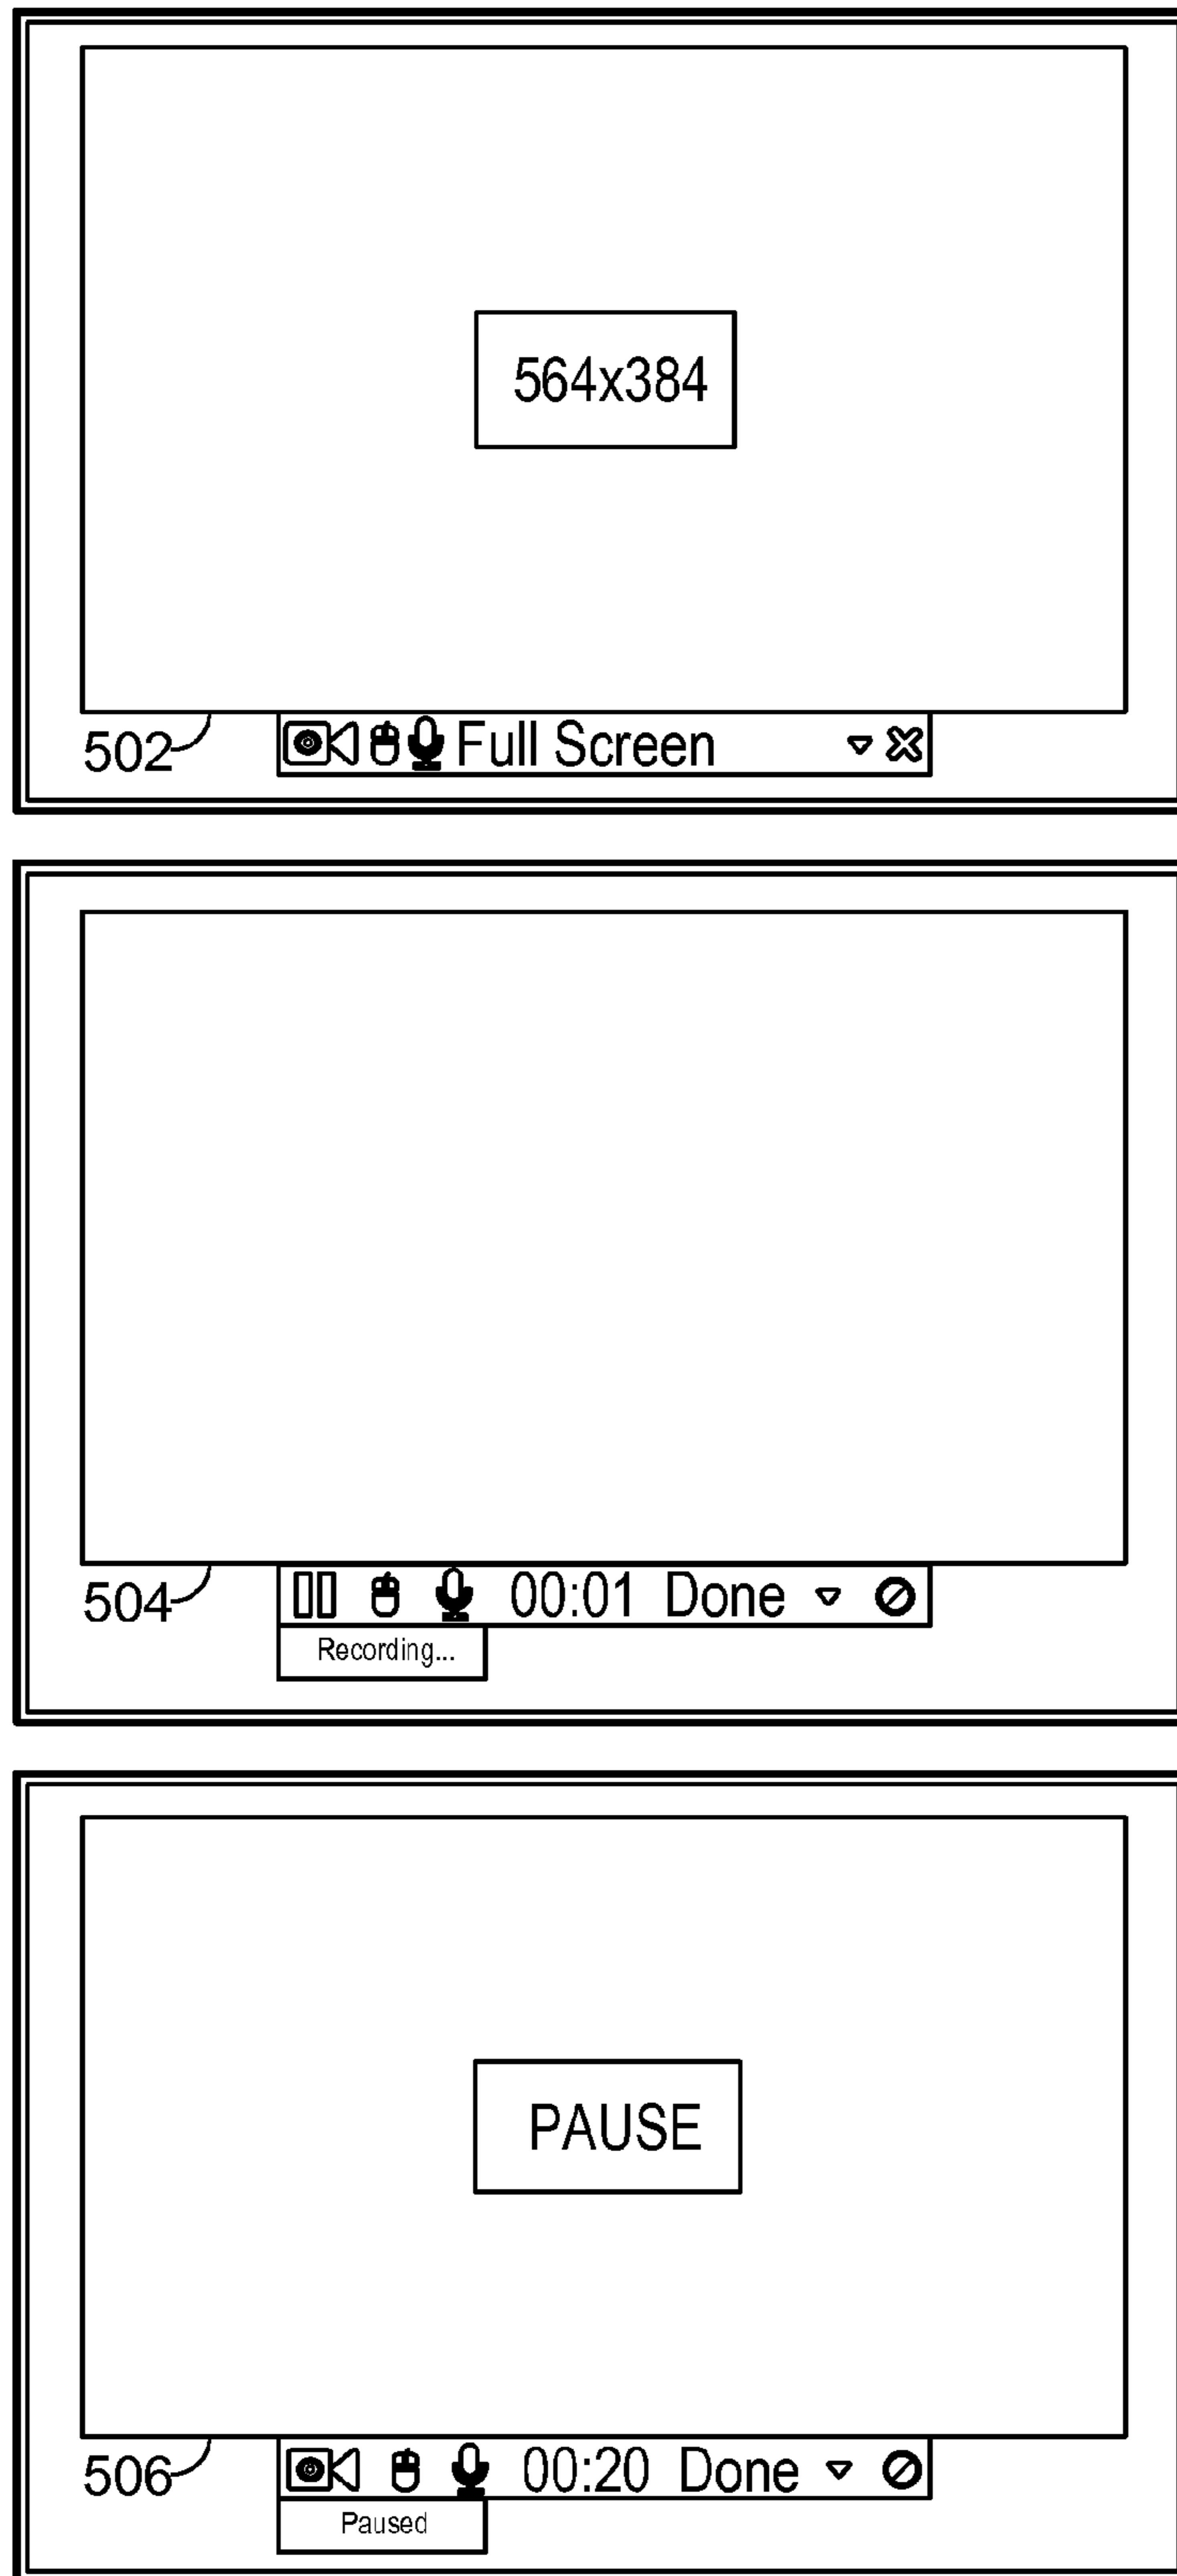 564x384
502 Full Screen
504 00:01 Done
Recording...
PAUSE
506 00:20 Done
Paused